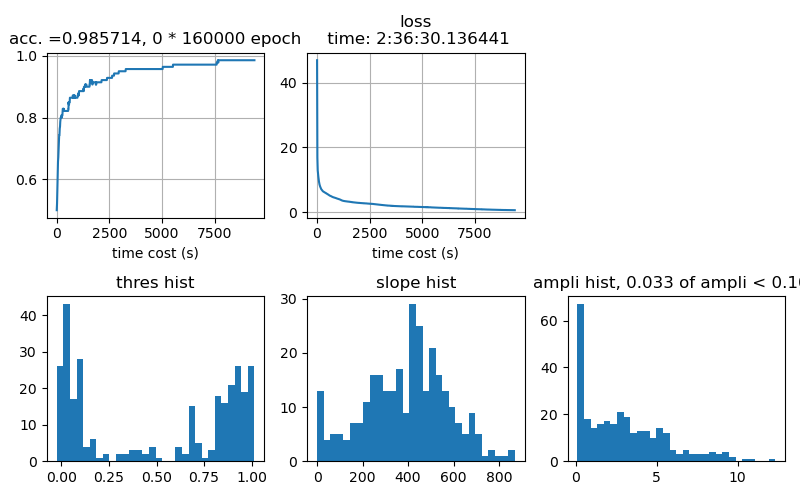 acc. =0.985714, 0 * 160000 epoch
loss
time: 2:36:30.136441
1.0
0.8
0.6
0 2500 5000 7500
time cost (s)
40
20
0
0 2500 5000 7500
time cost (s)
thres hist
slope hist
ampli hist, 0.033 of ampli < 0.10
40
30
20
10
0
0.00 0.25 0.50 0.75 1.00
30
20
10
0
0 200 400 600 800
60
40
20
0
0 5 10